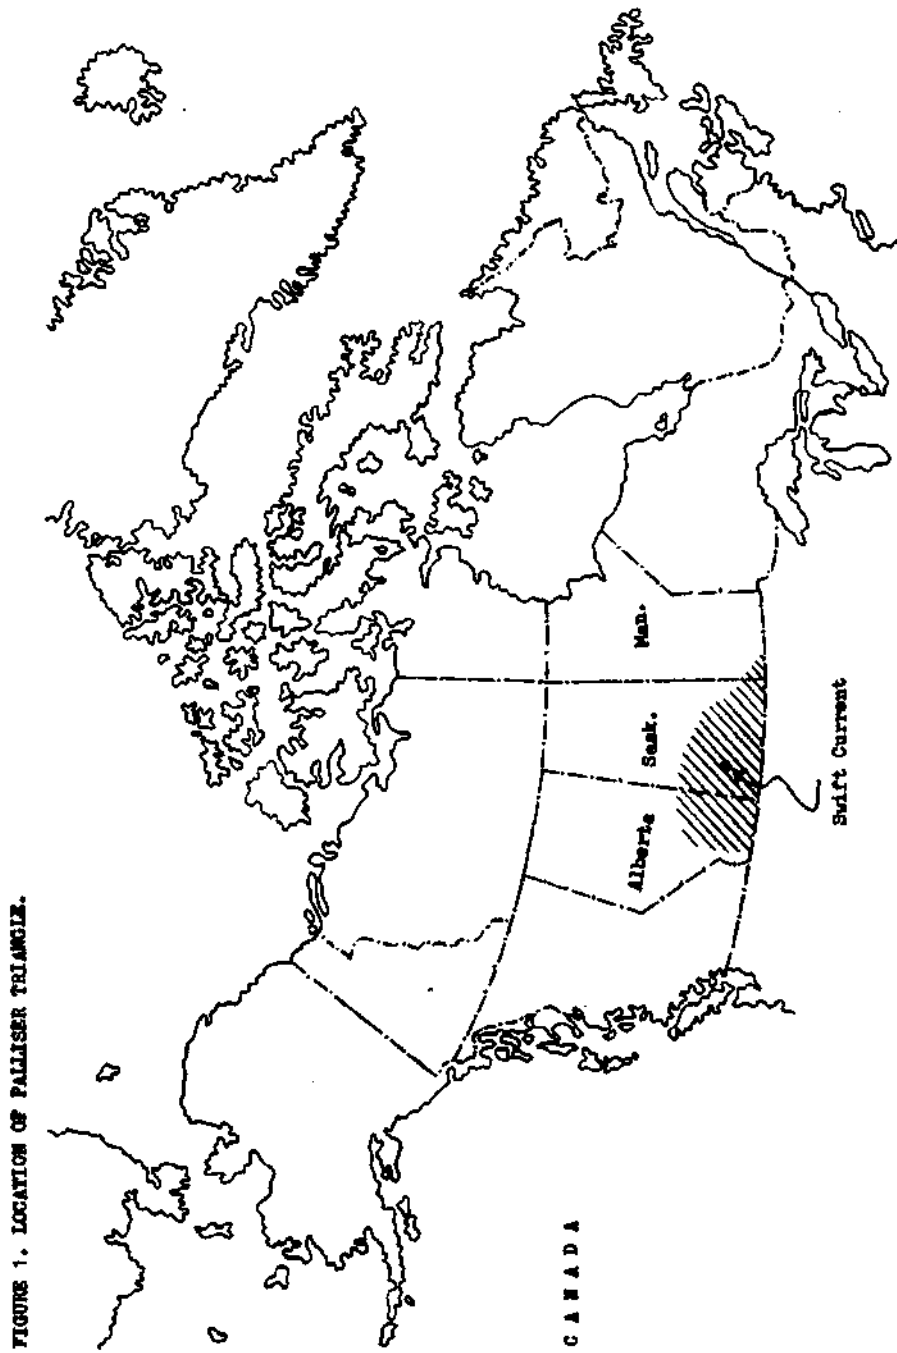 FIGURE 1. LOCATION OF PALLISER TRIANGLE.
Alberta
Sask.
Man.
Swift Current
CANADA